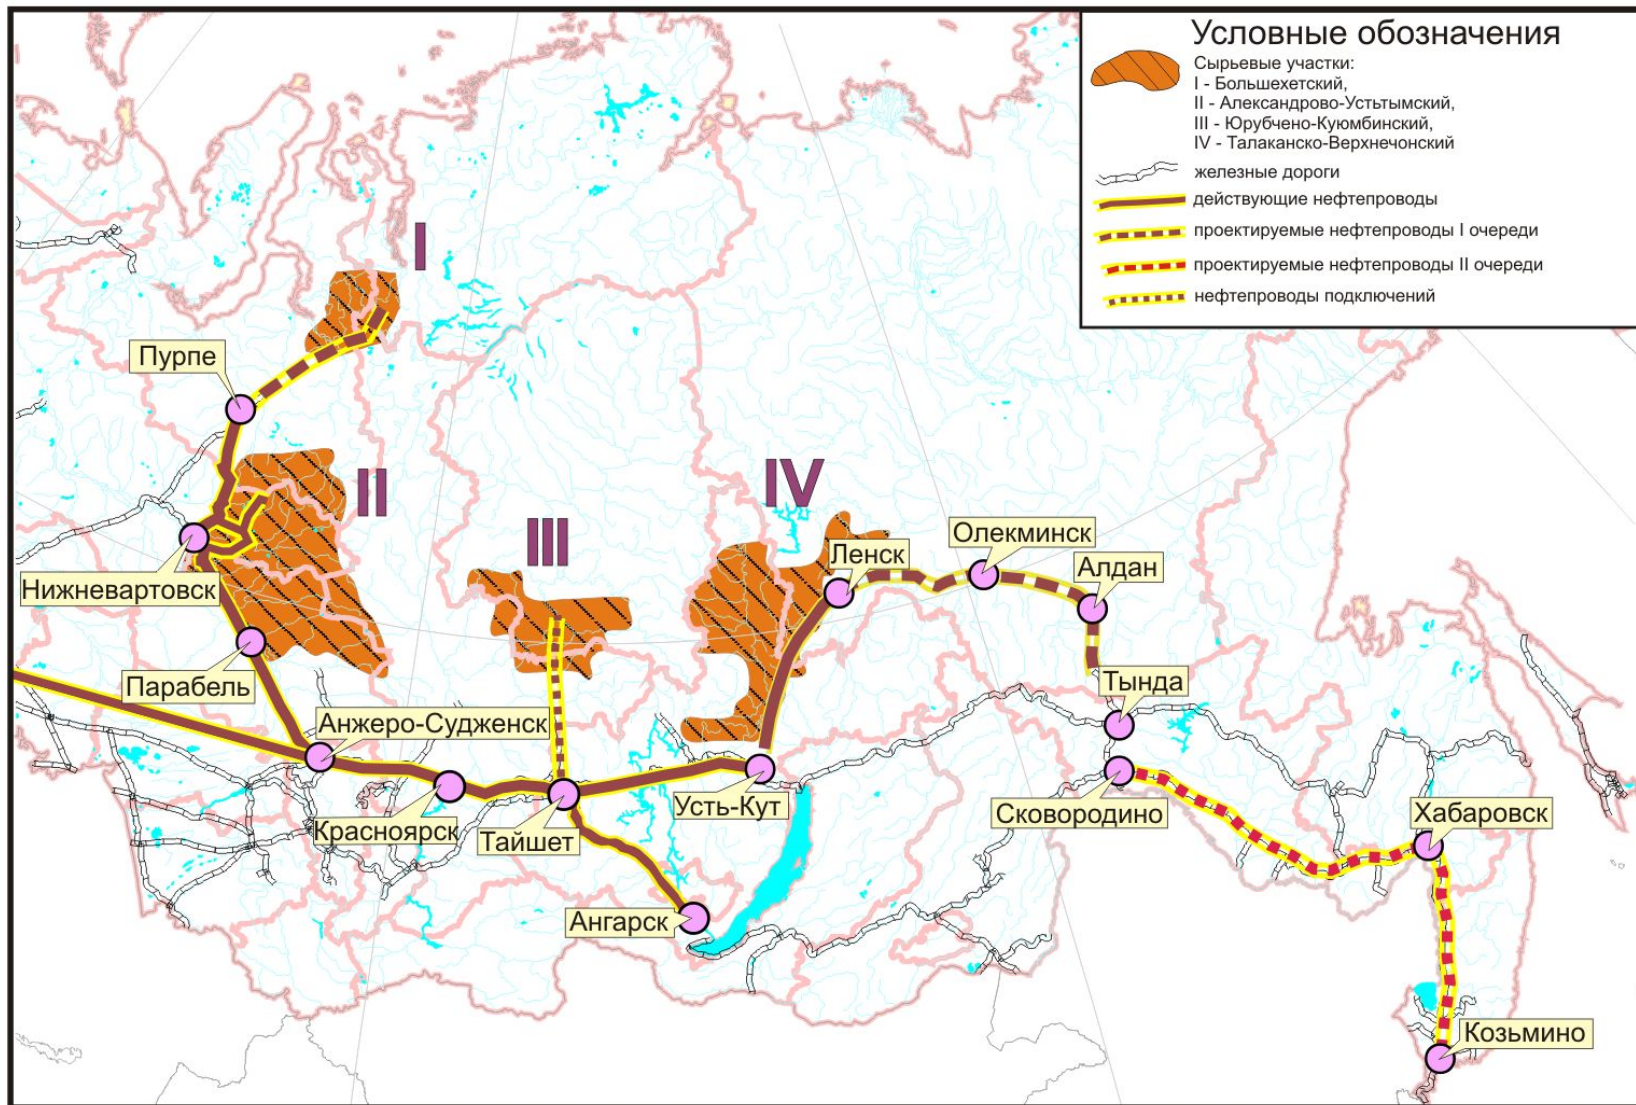 Условные обозначения
Сырьевые участки:
I - Большехетский,
II - Александрово-Устьтымский,
III - Юрубчено-Куюмбинский,
IV - Талаканско-Верхнечонский
железные дороги
действующие нефтепроводы
проектируемые нефтепроводы I очереди
проектируемые нефтепроводы II очереди
нефтепроводы подключений
I
Пурпе
II
IV
III
Олекминск
Ленск
Алдан
Нижневартовск
Парабель
Тында
Анжеро-Судженск
Сковородино
Усть-Кут
Хабаровск
Красноярск
Тайшет
Ангарск
Козьмино